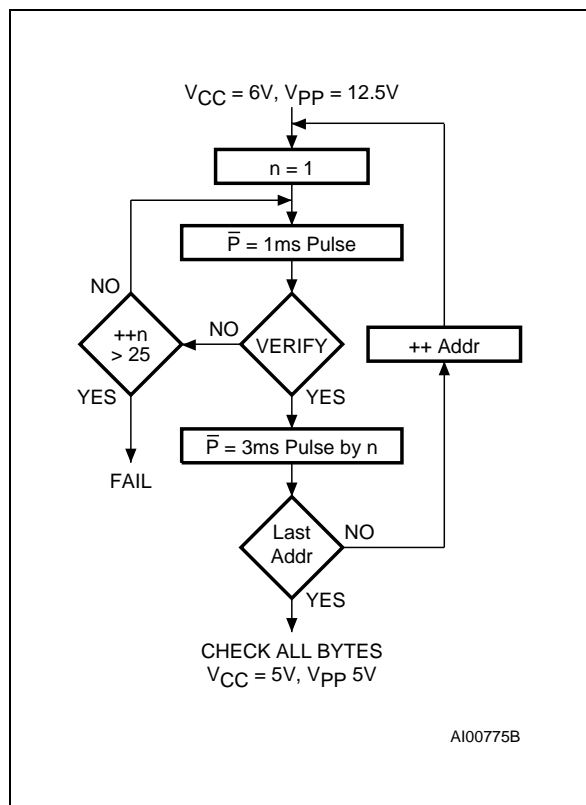 VCC = 6V, VPP = 12.5V
n = 1
P̅ = 1ms Pulse
NO
++n
> 25
NO
VERIFY
++ Addr
YES
YES
P̅ = 3ms Pulse by n
FAIL
Last
Addr
NO
YES
CHECK ALL BYTES
VCC = 5V, VPP 5V
AI00775B